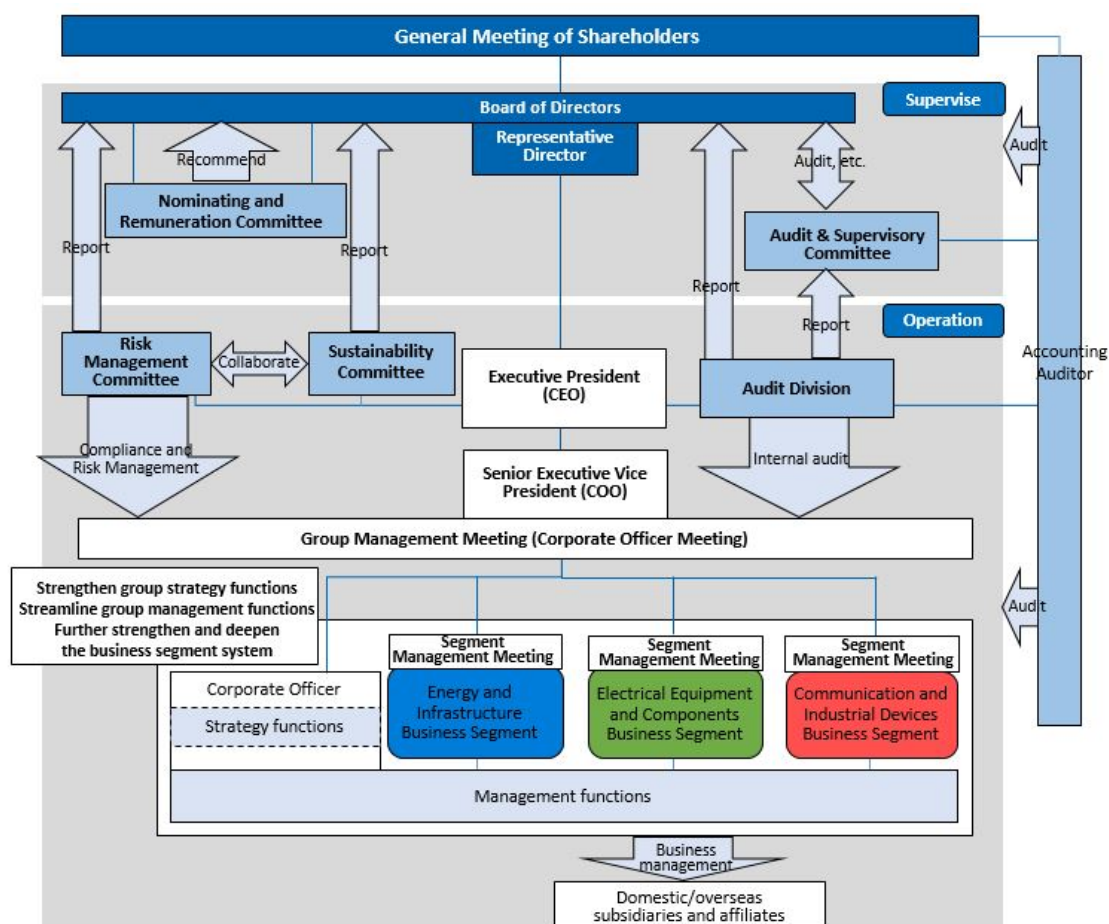 General Meeting of Shareholders
Supervise
Board of Directors
Representative
Director
Recommend
Audit, etc.
Audit
Nominating and
Remuneration Committee
Audit & Supervisory
Committee
Report
Report
Report
Report
Operation
Risk
Management
Committee
Collaborate
Sustainability
Committee
Executive President
(CEO)
Audit Division
Accounting
Auditor
Compliance and
Risk Management
Internal audit
Senior Executive Vice
President (COO)
Group Management Meeting (Corporate Officer Meeting)
Strengthen group strategy functions
Streamline group management functions
Further strengthen and deepen
the business segment system
Audit
Segment
Management Meeting
Segment
Management Meeting
Segment
Management Meeting
Corporate Officer
Strategy functions
Energy and
Infrastructure
Business Segment
Electrical Equipment
and Components
Business Segment
Communication and
Industrial Devices
Business Segment
Management functions
Business
management
Domestic/overseas
subsidiaries and affiliates